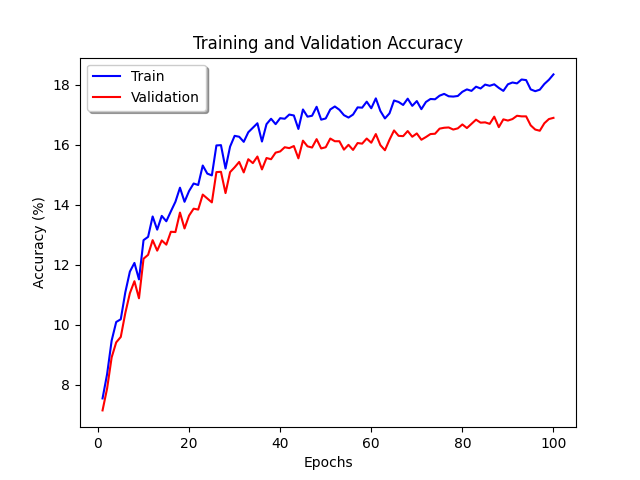 Training and Validation Accuracy
Train
Validation
18
16
14
12
10
8
Accuracy (%)
0 20 40 60 80 100
Epochs